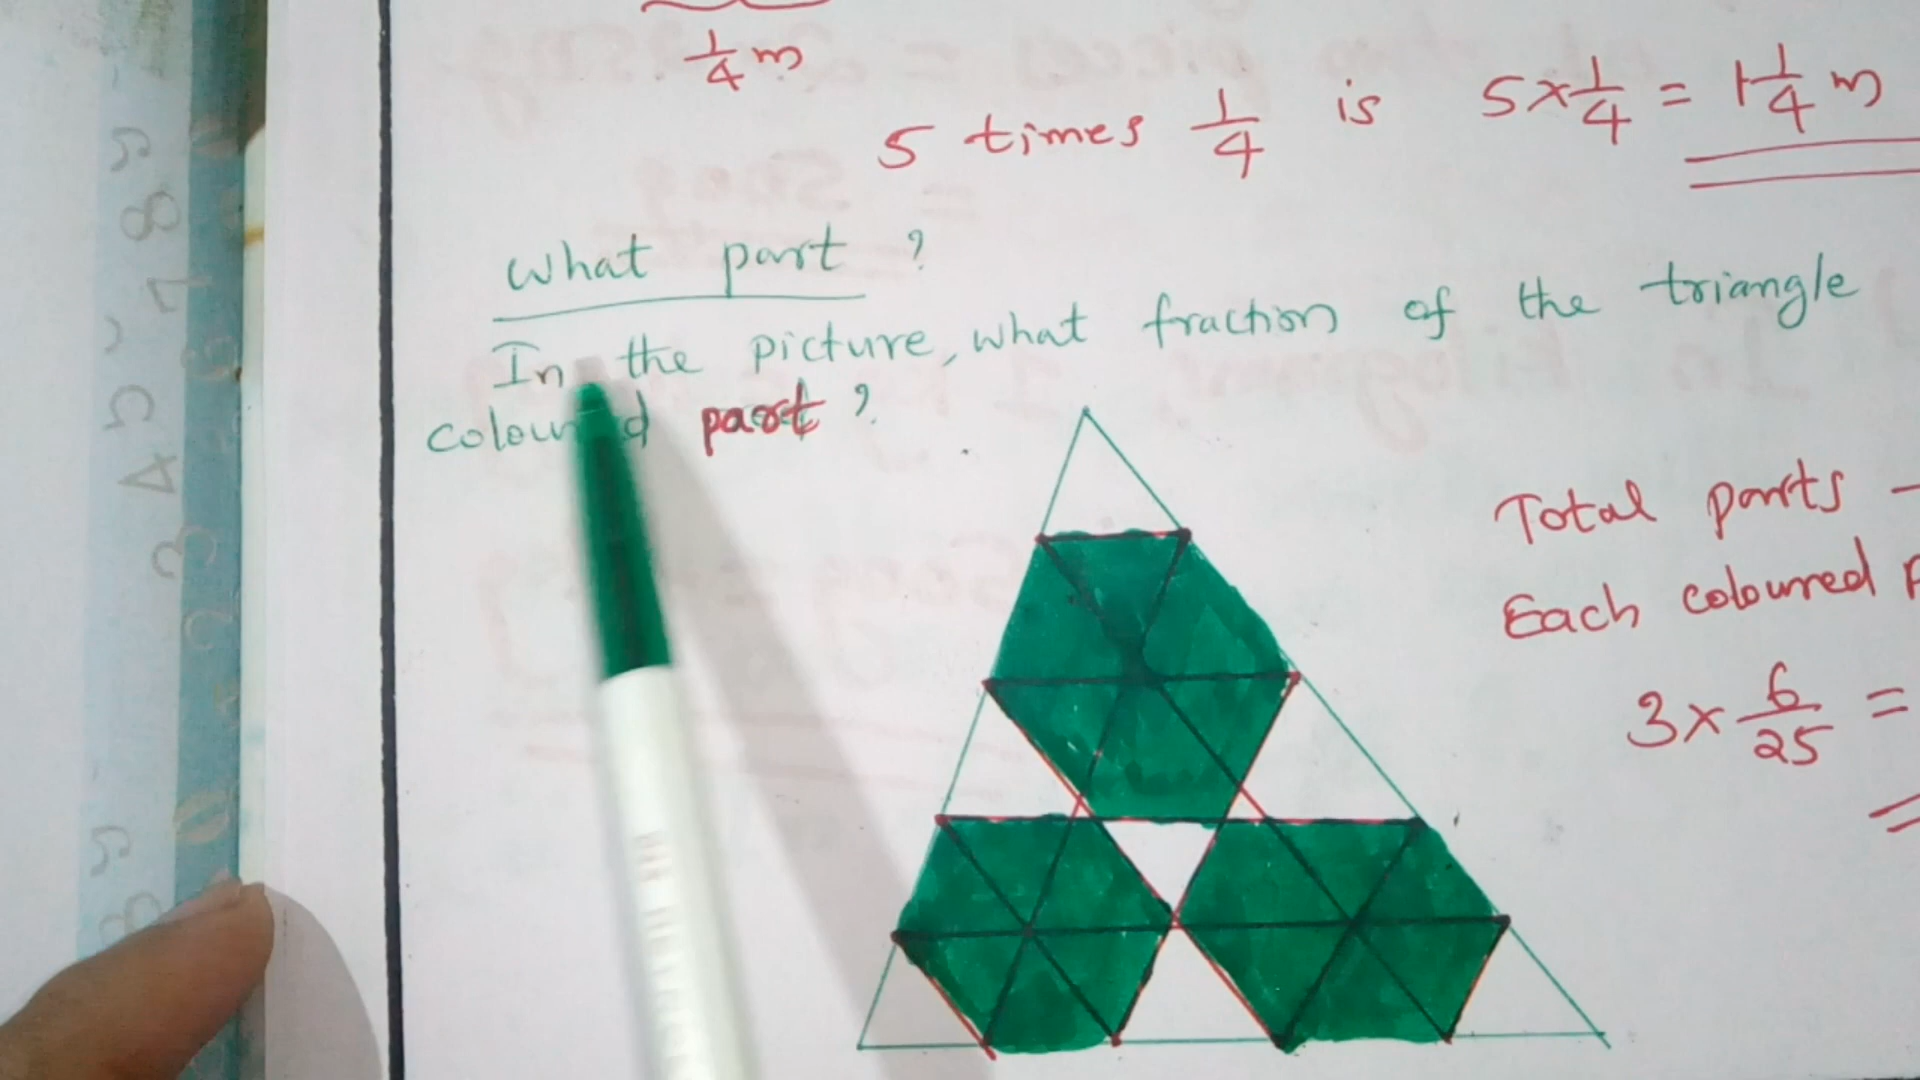 1/4 m
5 times 1/4 is 5×1/4 = 1 1/4 m
What part ?
In the picture, what fraction of the triangle
coloured part ?
Total parts -
Each coloured
3× 6/25 =
=